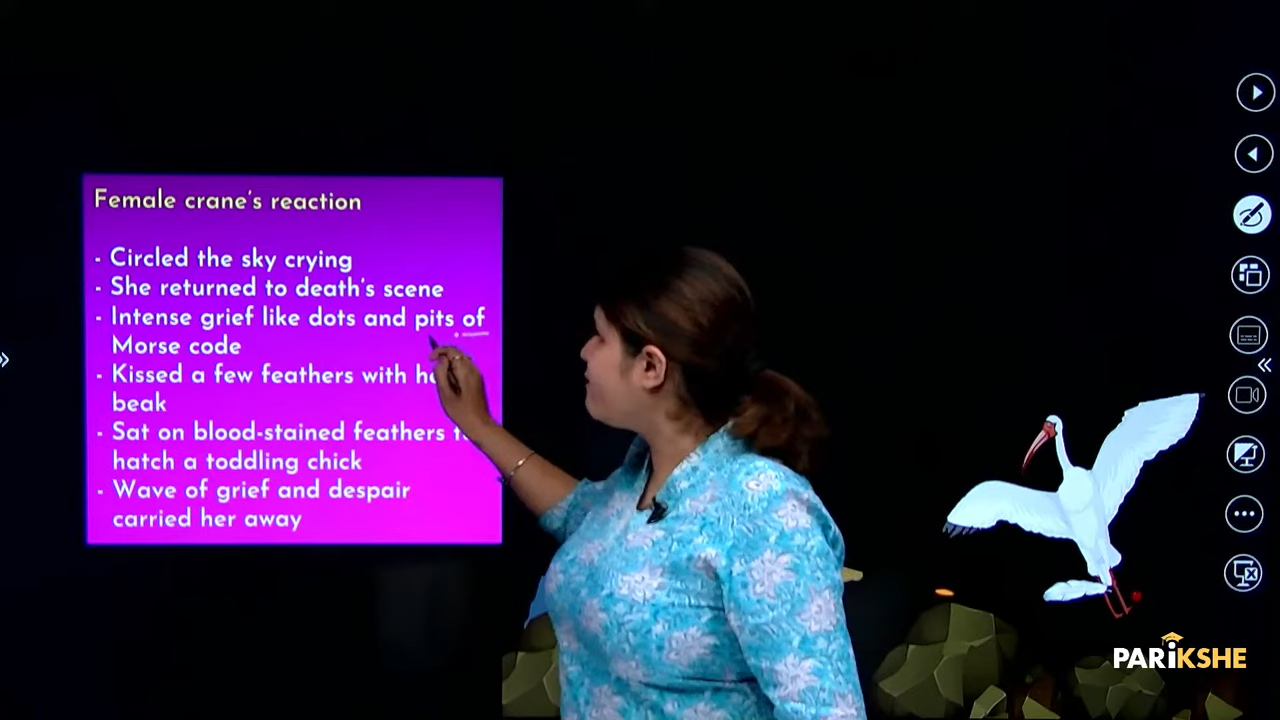 Female crane's reaction
- Circled the sky crying
- She returned to death's scene
- Intense grief like dots and pits of
Morse code
- Kissed a few feathers with
beak
- Sat on blood-stained feathers
hatch a toddling chick
- Wave of grief and despair
carried her away
PARiKSHE